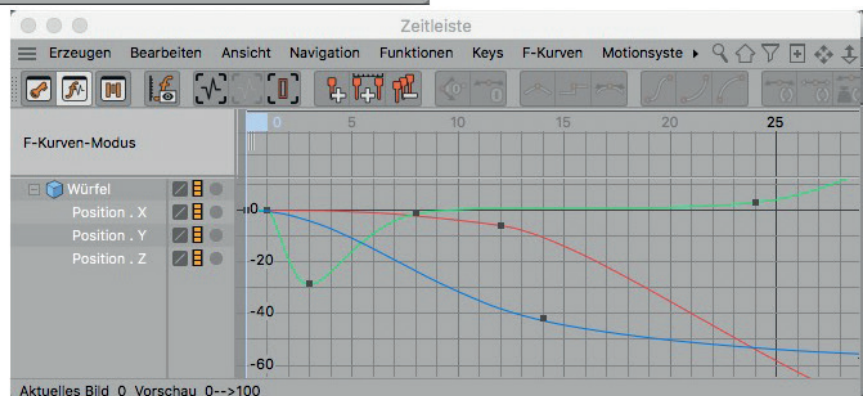 Zeitleiste
Erzeugen Bearbeiten Ansicht Navigation Funktionen Keys F-Kurven Motionsyste
0 5 10 15 20 25
F-Kurven-Modus
Würfel
Position . X
Position . Y
Position . Z
0
-20
-40
-60
Aktuelles Bild 0 Vorschau 0-->100